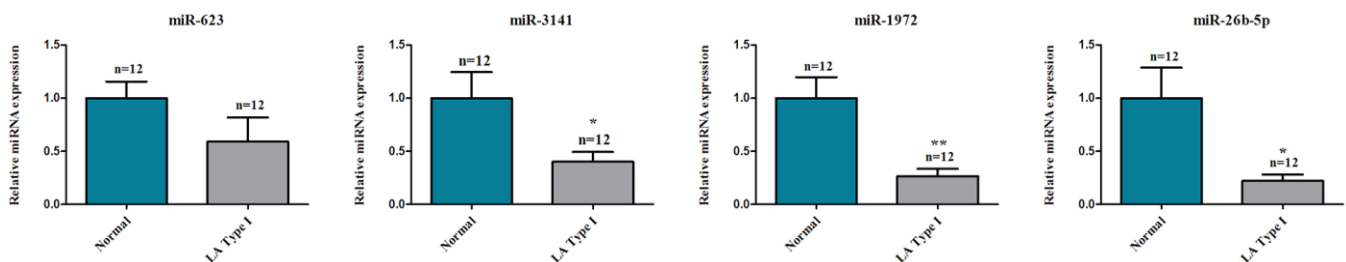 miR-623
Relative miRNA expression
1.5
1.0
0.5
0.0
n=12
n=12
Normal
LA Type I
miR-3141
Relative miRNA expression
1.5
1.0
0.5
0.0
n=12
*
n=12
Normal
LA Type I
miR-1972
Relative miRNA expression
1.5
1.0
0.5
0.0
n=12
**
n=12
Normal
LA Type I
miR-26b-5p
Relative miRNA expression
1.5
1.0
0.5
0.0
n=12
*
n=12
Normal
LA Type I